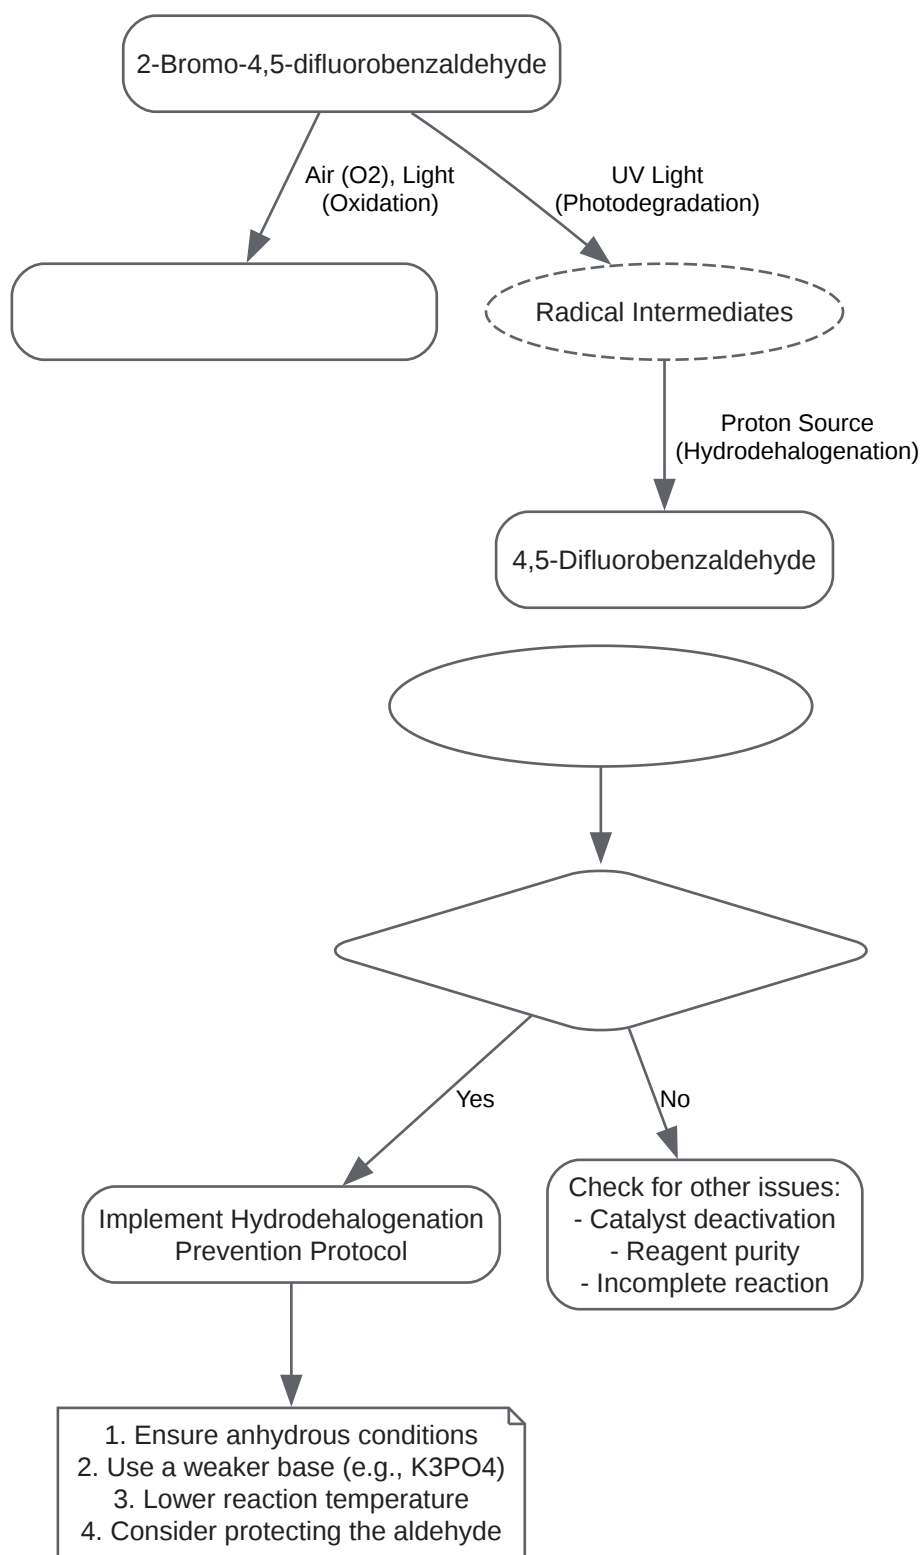 2-Bromo-4,5-difluorobenzaldehyde
Air (O2), Light
(Oxidation)
UV Light
(Photodegradation)
Radical Intermediates
Proton Source
(Hydrodehalogenation)
4,5-Difluorobenzaldehyde
Yes
No
Implement Hydrodehalogenation
Prevention Protocol
Check for other issues:
- Catalyst deactivation
- Reagent purity
- Incomplete reaction
1. Ensure anhydrous conditions
2. Use a weaker base (e.g., K3PO4)
3. Lower reaction temperature
4. Consider protecting the aldehyde